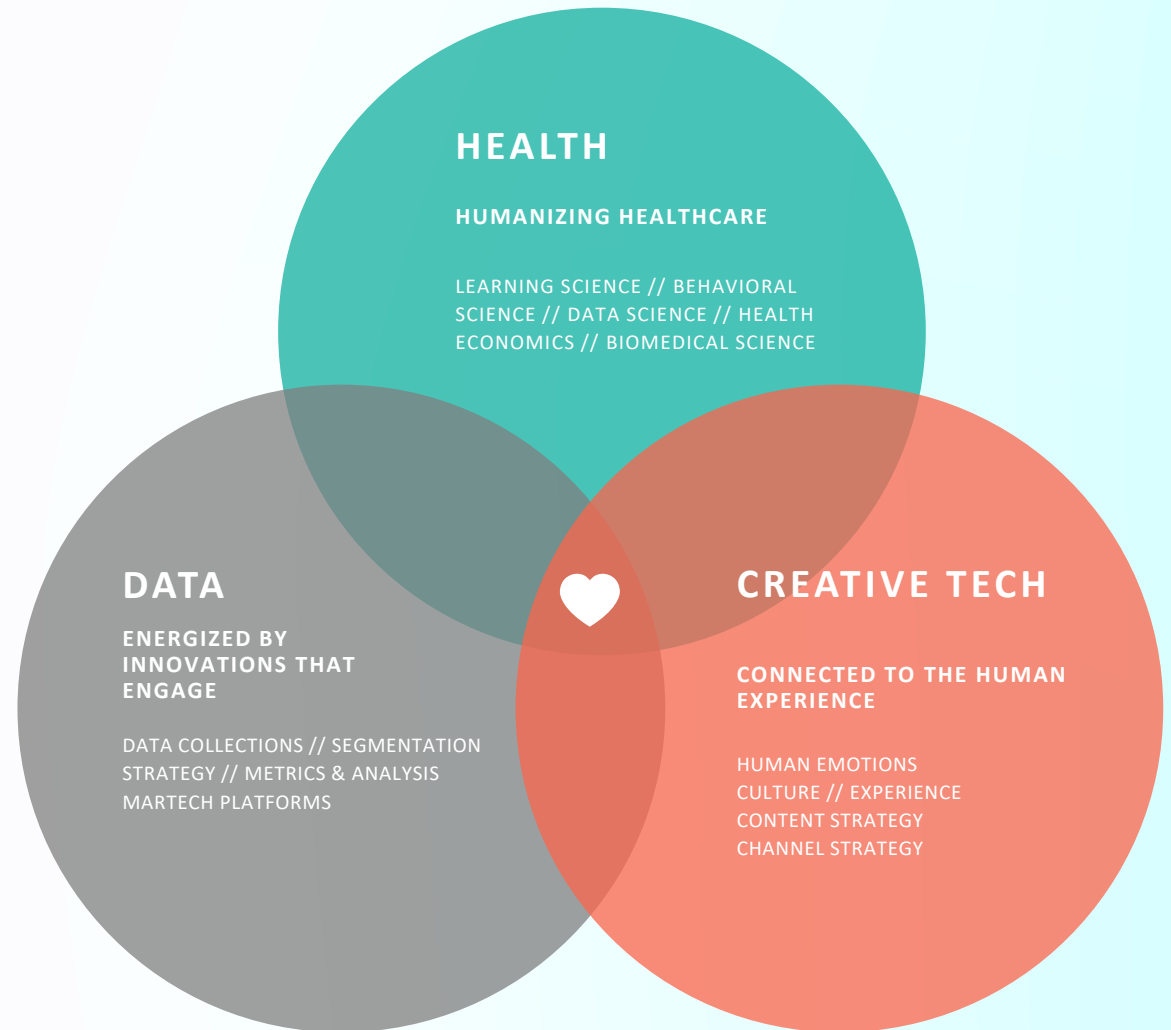 HEALTH
HUMANIZING HEALTHCARE
LEARNING SCIENCE // BEHAVIORAL
SCIENCE // DATA SCIENCE // HEALTH
ECONOMICS // BIOMEDICAL SCIENCE
DATA
ENERGIZED BY
INNOVATIONS THAT
ENGAGE
DATA COLLECTIONS // SEGMENTATION
STRATEGY // METRICS & ANALYSIS
MARTECH PLATFORMS
CREATIVE TECH
CONNECTED TO THE HUMAN
EXPERIENCE
HUMAN EMOTIONS
CULTURE // EXPERIENCE
CONTENT STRATEGY
CHANNEL STRATEGY